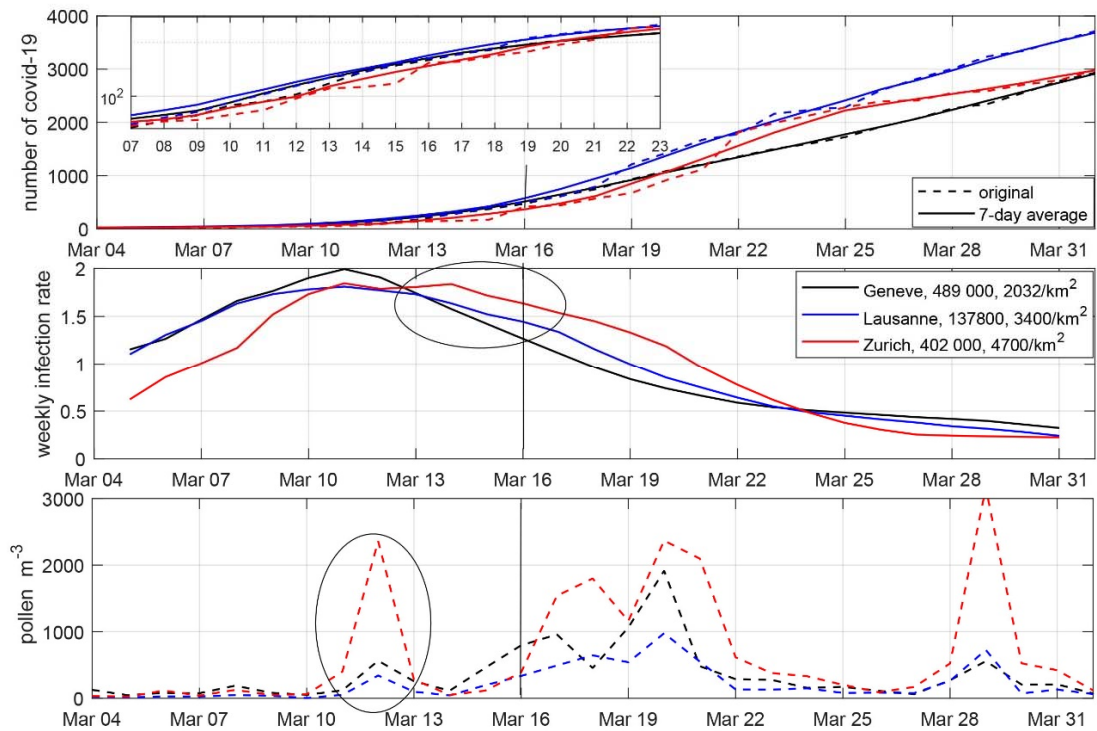 number of covid-19
4000
3000
2000
1000
0
10²
07 08 09 10 11 12 13 14 15 16 17 18 19 20 21 22 23
original
7-day average
Mar 04 Mar 07 Mar 10 Mar 13 Mar 16 Mar 19 Mar 22 Mar 25 Mar 28 Mar 31
weekly infection rate
2
1.5
1
0.5
0
Geneve, 489 000, 2032/km²
Lausanne, 137800, 3400/km²
Zurich, 402 000, 4700/km²
Mar 04 Mar 07 Mar 10 Mar 13 Mar 16 Mar 19 Mar 22 Mar 25 Mar 28 Mar 31
pollen m⁻³
3000
2000
1000
0
Mar 04 Mar 07 Mar 10 Mar 13 Mar 16 Mar 19 Mar 22 Mar 25 Mar 28 Mar 31